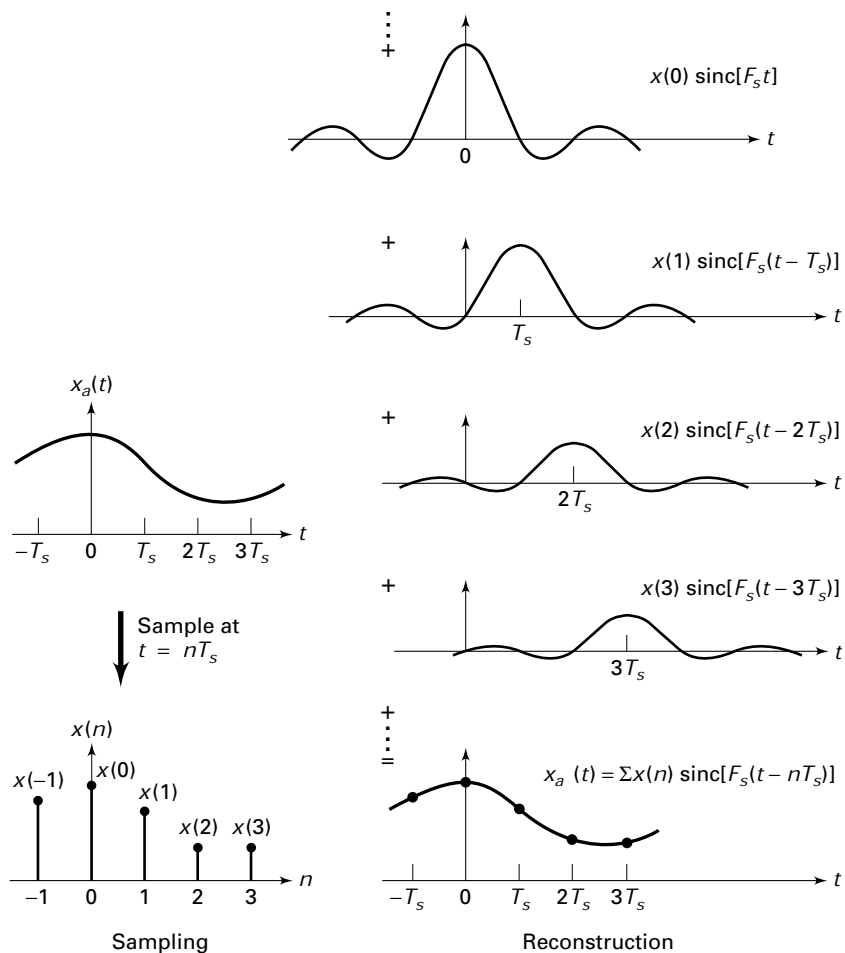 +
x(0) sinc[F_s t]
t
0
+
x(1) sinc[F_s(t − T_s)]
t
T_s
x_a(t)
t
−T_s 0 T_s 2T_s 3T_s
+
x(2) sinc[F_s(t − 2T_s)]
t
2T_s
+
x(3) sinc[F_s(t − 3T_s)]
t
3T_s
Sample at
t = nT_s
x(n)
x(−1) x(0) x(1) x(2) x(3)
n
−1 0 1 2 3
Sampling
+
=
x_a (t) = Σx(n) sinc[F_s(t − nT_s)]
t
−T_s 0 T_s 2T_s 3T_s
Reconstruction